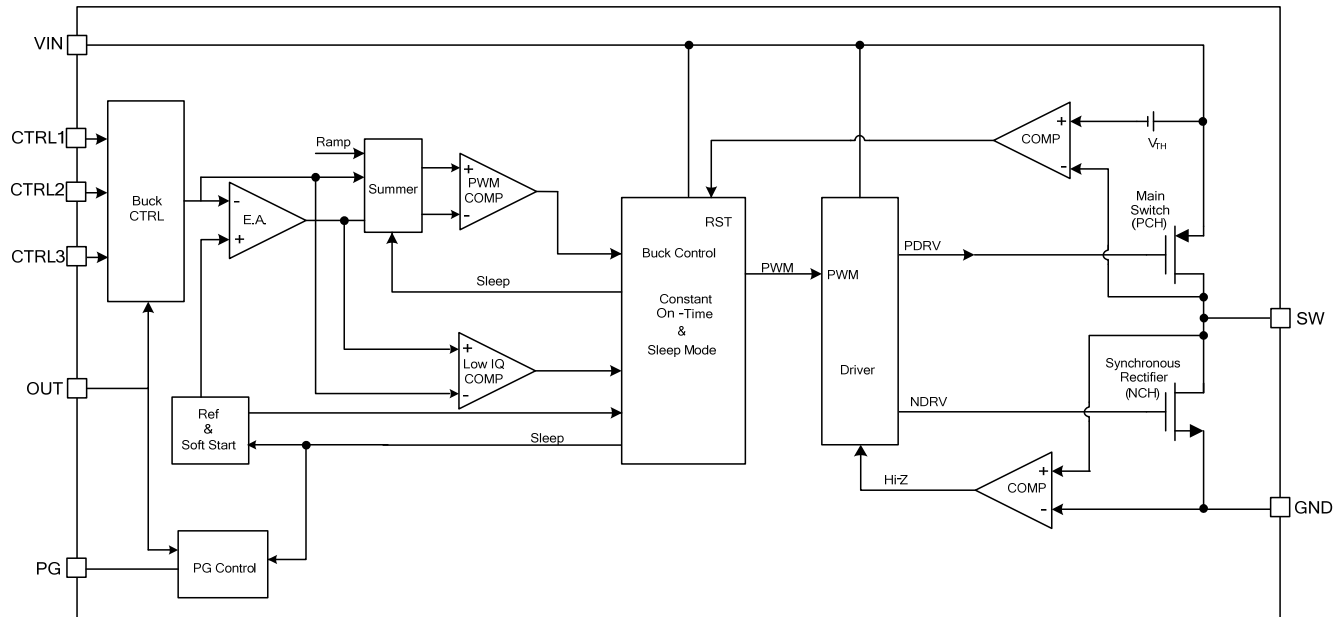 VIN
CTRL1
CTRL2
CTRL3
OUT
PG
Buck
CTRL
-
E.A.
+
Ramp
Summer
+
PWM
COMP
-
Sleep
+
Low IQ
COMP
-
Ref
&
Soft Start
Sleep
PG Control
RST
Buck Control
Constant
On -Time
&
Sleep Mode
PWM
PWM
Driver
PDRV
NDRV
Hi-Z
+
COMP
-
VTH
Main
Switch
(PCH)
Synchronous
Rectifier
(NCH)
+
COMP
-
SW
GND